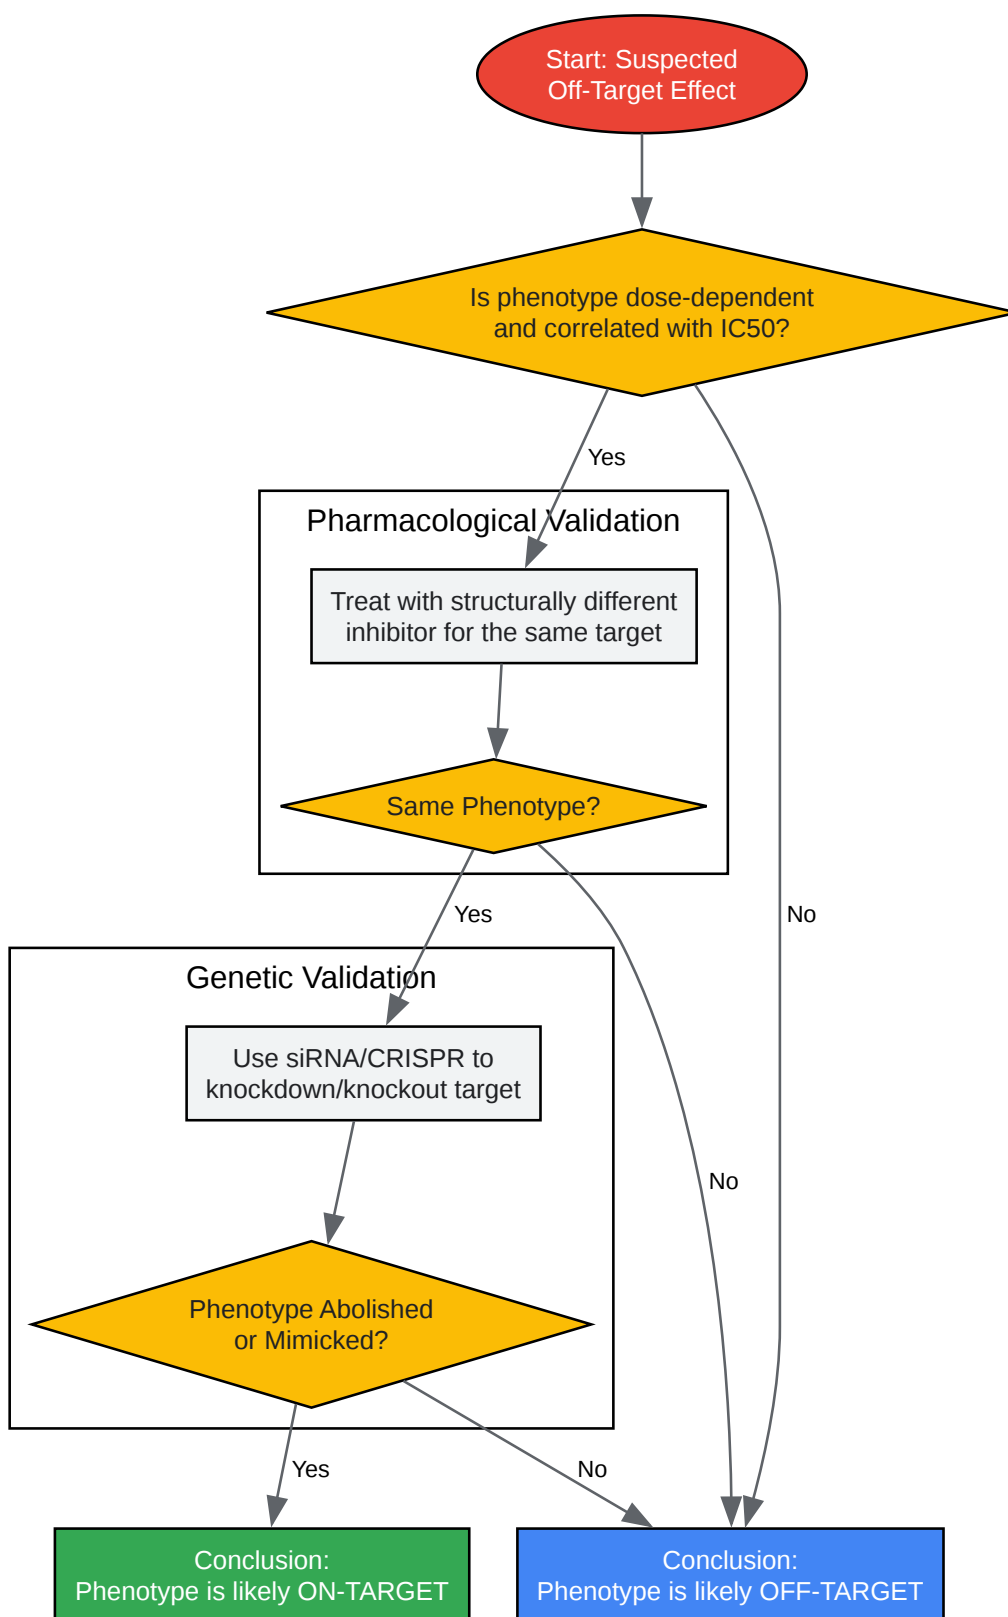 Start: Suspected
Off-Target Effect
Is phenotype dose-dependent
and correlated with IC50?
Yes
Pharmacological Validation
Treat with structurally different
inhibitor for the same target
Same Phenotype?
Yes
No
Genetic Validation
Use siRNA/CRISPR to
knockdown/knockout target
No
Phenotype Abolished
or Mimicked?
Yes
No
Conclusion:
Phenotype is likely ON-TARGET
Conclusion:
Phenotype is likely OFF-TARGET